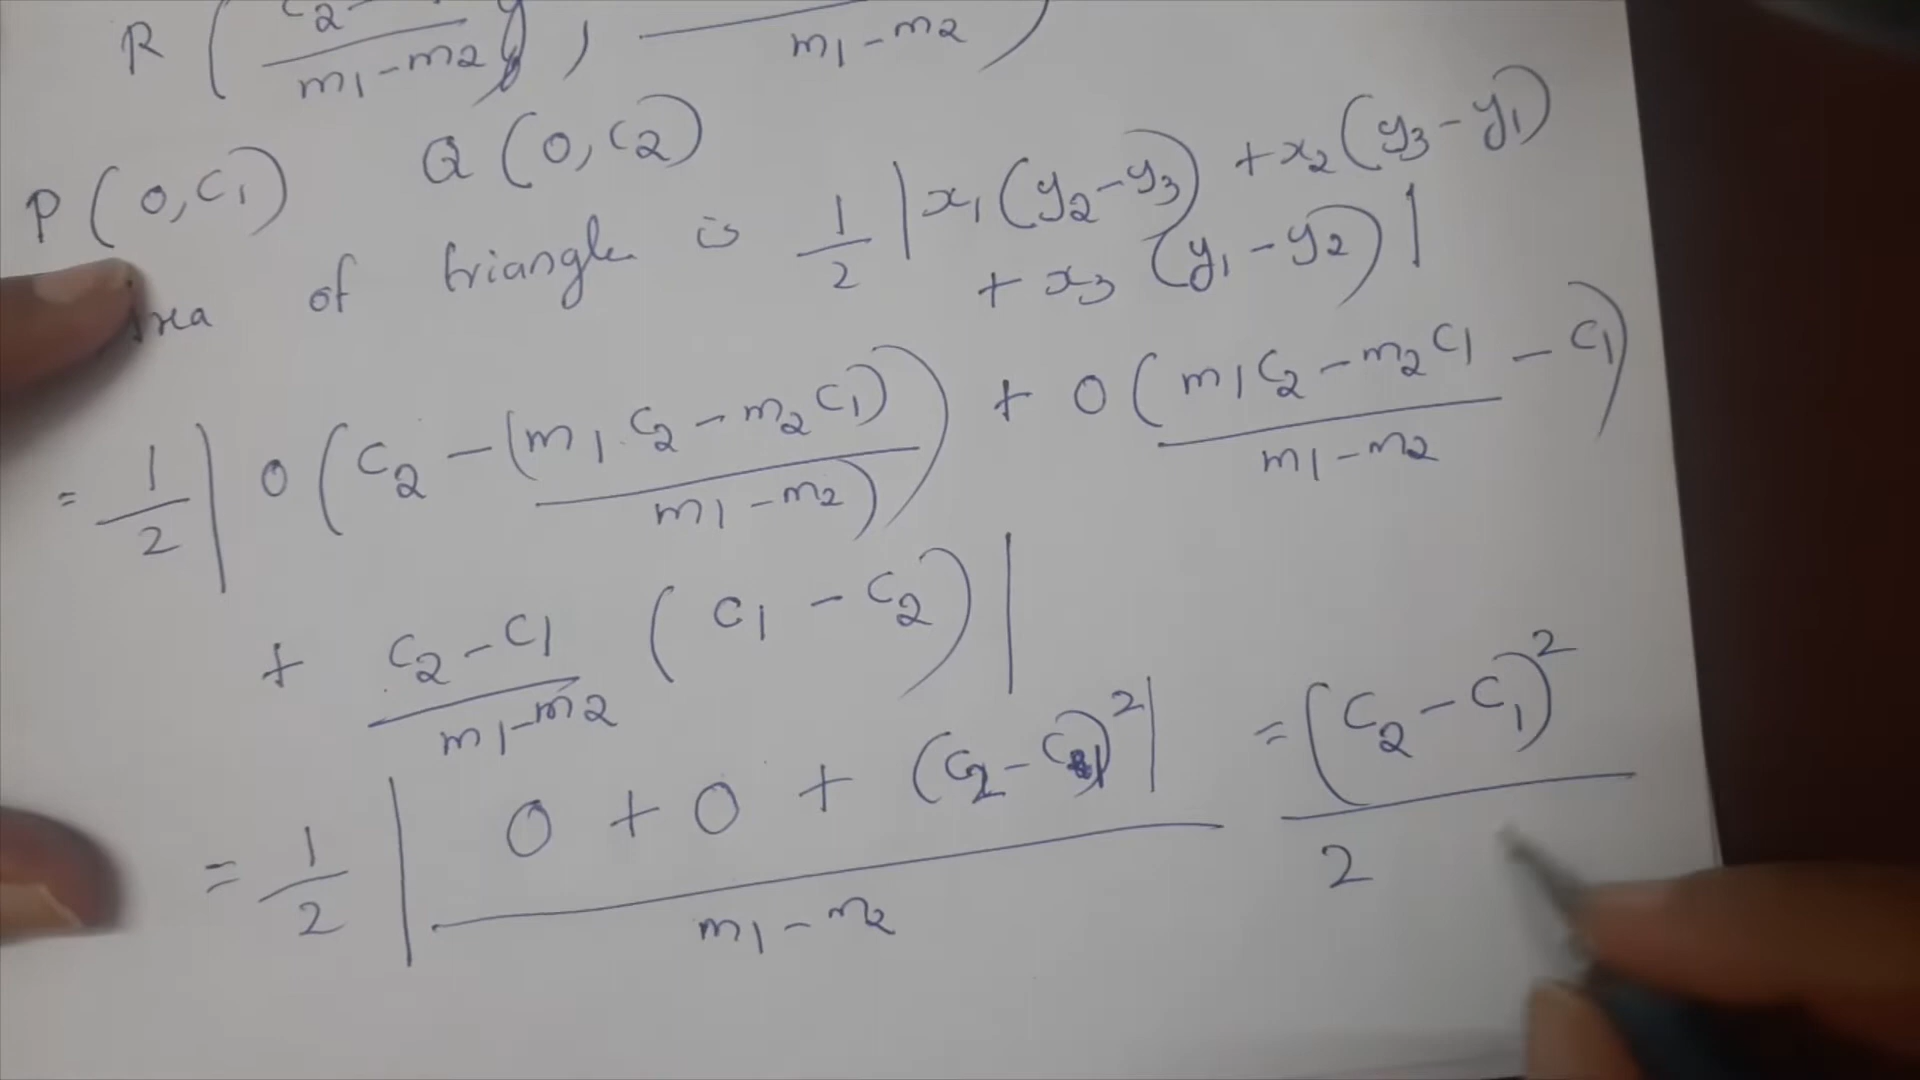 R ( c2 - / m1-m2 , / m1-m2 )
P (0, c1) Q (0, c2)
Area of triangle is 1/2 | x1 (y2-y3) + x2 (y3-y1)
+ x3 (y1-y2) |
= 1/2 | 0 ( c2 - (m1 c2 - m2 c1) / m1-m2 ) ) + 0 ( m1 c2 - m2 c1 / m1-m2 - c1 )
+ c2-c1 / m1-m2 ( c1 - c2 ) |
= 1/2 | 0 + 0 + (c2-c1)² | / m1-m2 = (c2-c1)² / 2